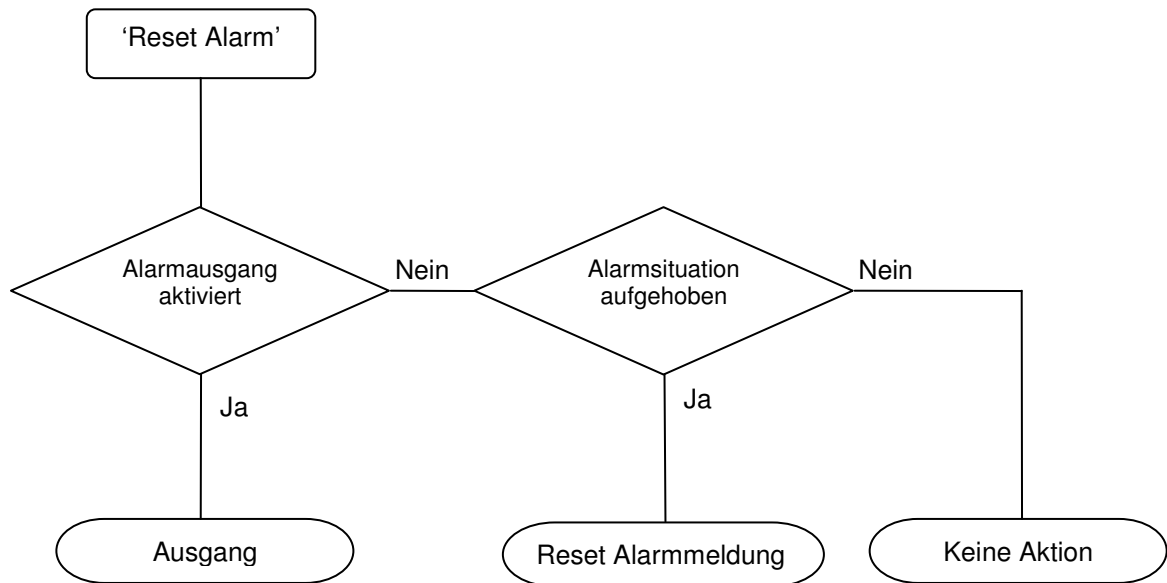 ‘Reset Alarm’
Alarmausgang
aktiviert
Nein
Alarmsituation
aufgehoben
Nein
Ja
Ja
Ausgang
Reset Alarmmeldung
Keine Aktion